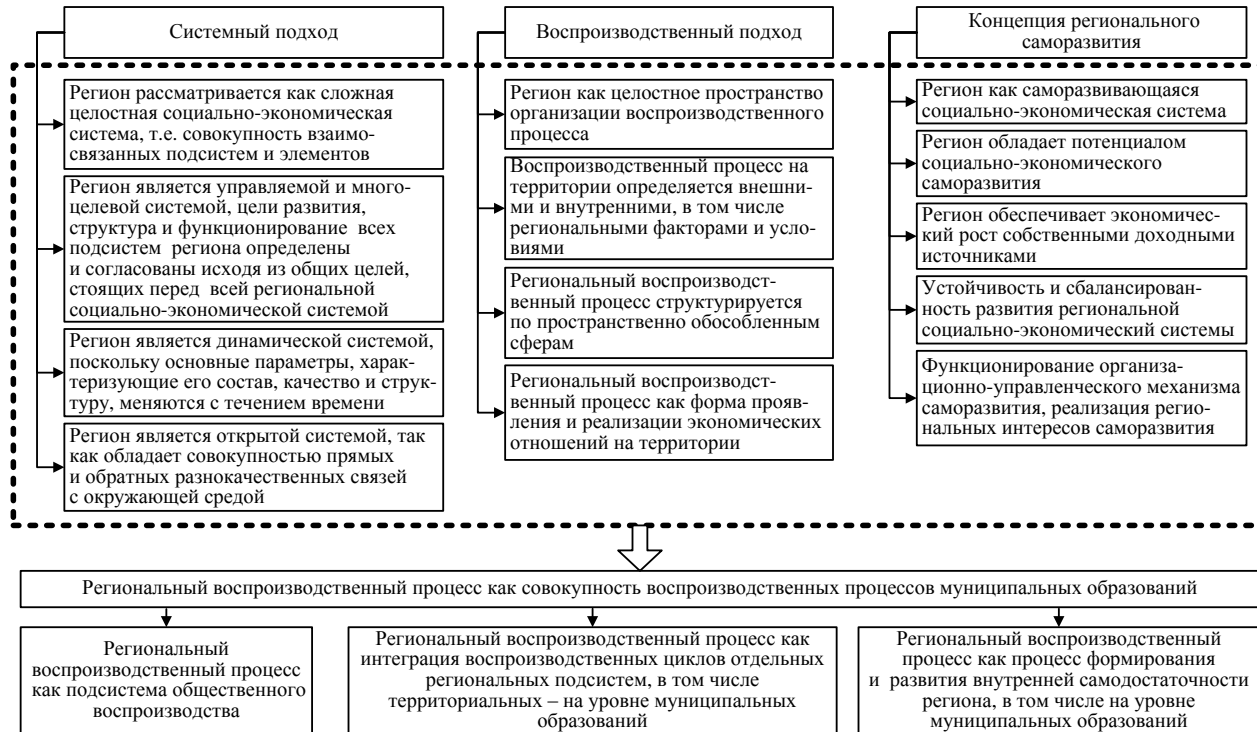 Системный подход
Регион рассматривается как сложная
целостная социально-экономическая
система, т.е. совокупность взаимо-
связанных подсистем и элементов
Регион является управляемой и много-
целевой системой, цели развития,
структура и функционирование всех
подсистем региона определены
и согласованы исходя из общих целей,
стоящих перед всей региональной
социально-экономической системой
Регион является динамической системой,
поскольку основные параметры, харак-
теризующие его состав, качество и струк-
туру, меняются с течением времени
Регион является открытой системой, так
как обладает совокупностью прямых
и обратных разнокачественных связей
с окружающей средой
Воспроизводственный подход
Регион как целостное пространство
организации воспроизводственного
процесса
Воспроизводственный процесс на
территории определяется внешни-
ми и внутренними, в том числе
региональными факторами и усло-
виями
Региональный воспроизводст-
венный процесс структурируется
по пространственно обособленным
сферам
Региональный воспроизводст-
венный процесс как форма прояв-
ления и реализации экономических
отношений на территории
Концепция регионального
саморазвития
Регион как саморазвивающаяся
социально-экономическая система
Регион обладает потенциалом
социально-экономического
саморазвития
Регион обеспечивает экономичес-
кий рост собственными доходными
источниками
Устойчивость и сбалансирован-
ность развития региональной
социально-экономический системы
Функционирование организа-
ционно-управленческого механизма
саморазвития, реализация регио-
нальных интересов саморазвития
Региональный воспроизводственный процесс как совокупность воспроизводственных процессов муниципальных образований
Региональный
воспроизводственный процесс
как подсистема общественного
воспроизводства
Региональный воспроизводственный процесс как
интеграция воспроизводственных циклов отдельных
региональных подсистем, в том числе
территориальных – на уровне муниципальных
образований
Региональный воспроизводственный
процесс как процесс формирования
и развития внутренней самодостаточности
региона, в том числе на уровне
муниципальных образований